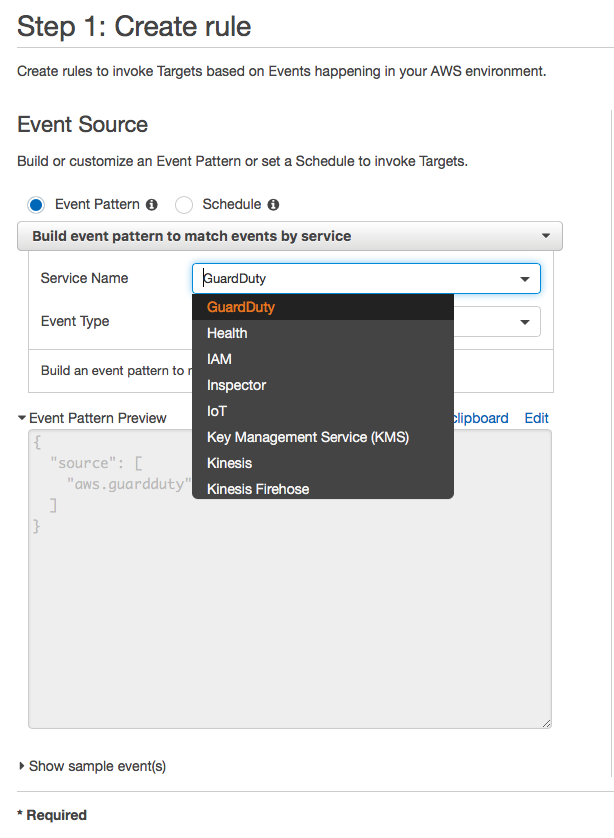 Step 1: Create rule
Create rules to invoke Targets based on Events happening in your AWS environment.
Event Source
Build or customize an Event Pattern or set a Schedule to invoke Targets.
Event Pattern Schedule
Build event pattern to match events by service
Service Name GuardDuty
GuardDuty
Event Type
Health
IAM
Build an event pattern to
Inspector
IoT
Event Pattern Preview clipboard Edit
Key Management Service (KMS)
Kinesis
Kinesis Firehose
{
"source": [
"aws.guardduty"
]
}
Show sample event(s)
* Required